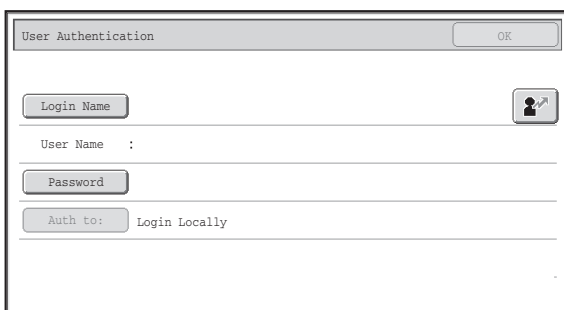 User Authentication OK
Login Name
User Name :
Password
Auth to: Login Locally